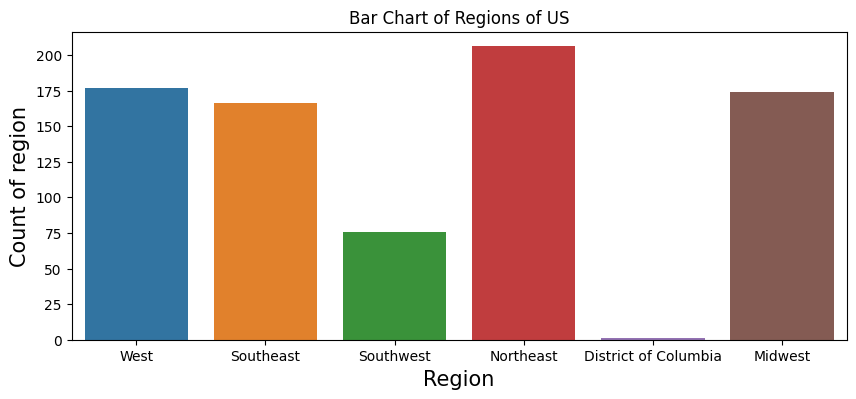 Bar Chart of Regions of US
Count of region
200
175
150
125
100
75
50
25
0
West
Southeast
Southwest
Northeast
District of Columbia
Midwest
Region